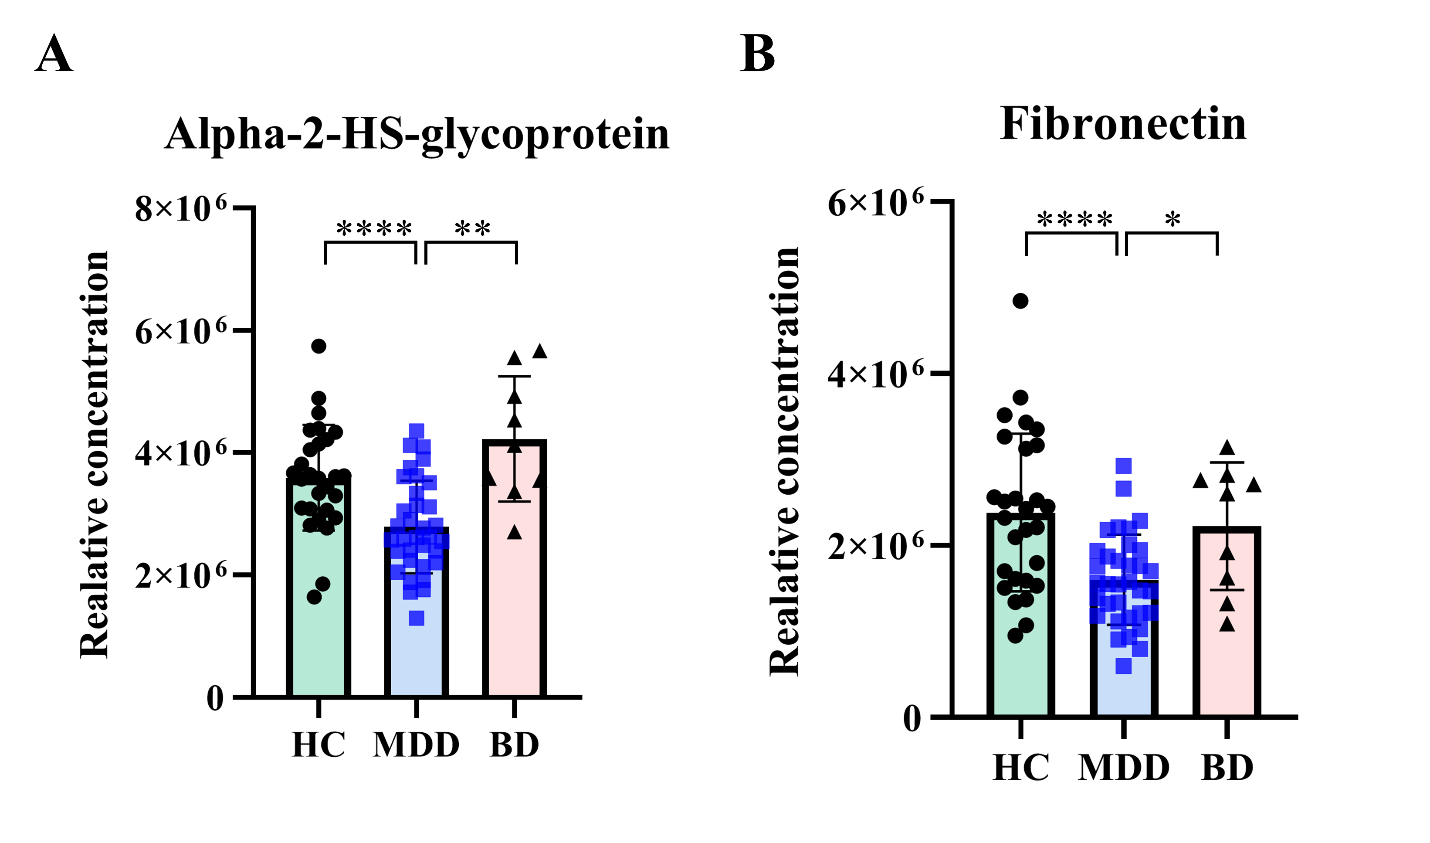 A
Alpha-2-HS-glycoprotein
8×10⁶
6×10⁶
4×10⁶
2×10⁶
0
Realative concentration
****
**
HC MDD BD
B
Fibronectin
6×10⁶
4×10⁶
2×10⁶
0
Realative concentration
****
*
HC MDD BD